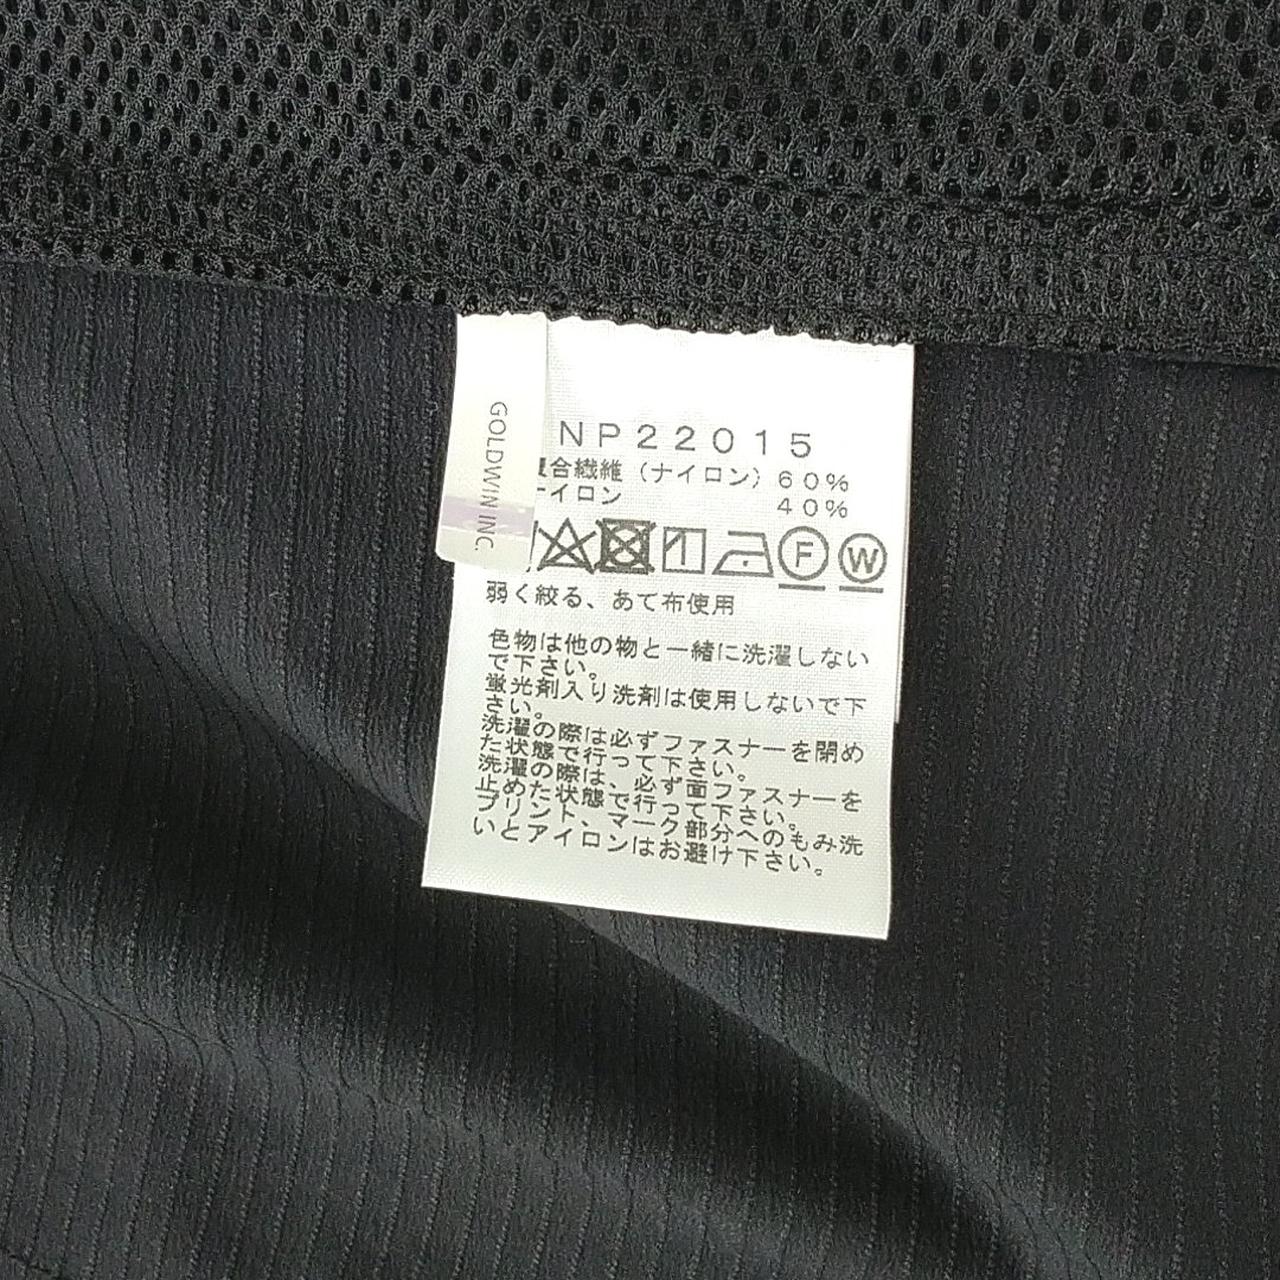 GOLDWIN INC.
NP22015
複合繊維（ナイロン）60%
ナイロン 40%
F W
弱く絞る、あて布使用
色物は他の物と一緒に洗濯しない
で下さい。
蛍光剤入り洗剤は使用しないで下
さい。
洗濯の際は必ずファスナーを閉め
た状態で行って下さい。
洗濯の際は、必ず面ファスナーを
止めた状態で行って下さい。
プリント、マーク部分へのもみ洗
いとアイロンはお避け下さい。